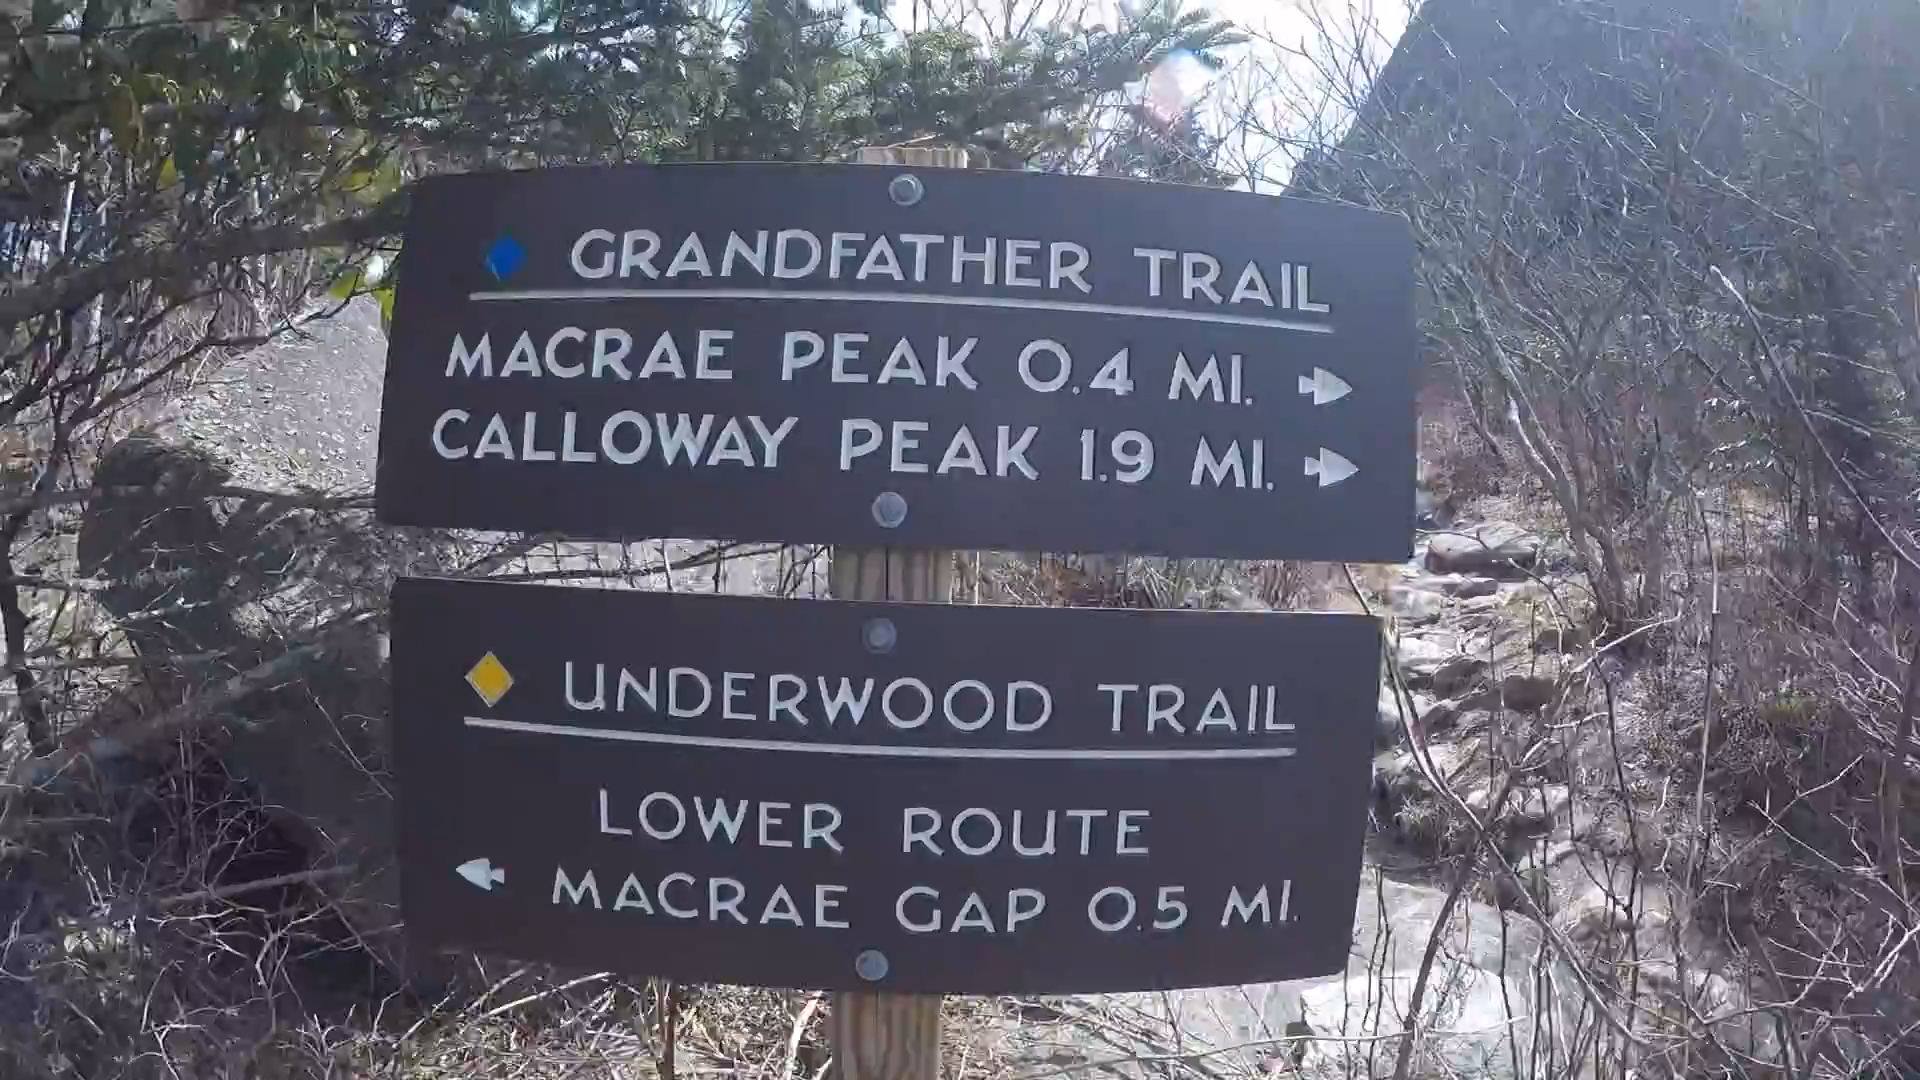 GRANDFATHER TRAIL
MACRAE PEAK 0.4 MI.
CALLOWAY PEAK 1.9 MI.
UNDERWOOD TRAIL
LOWER ROUTE
MACRAE GAP 0.5 MI.